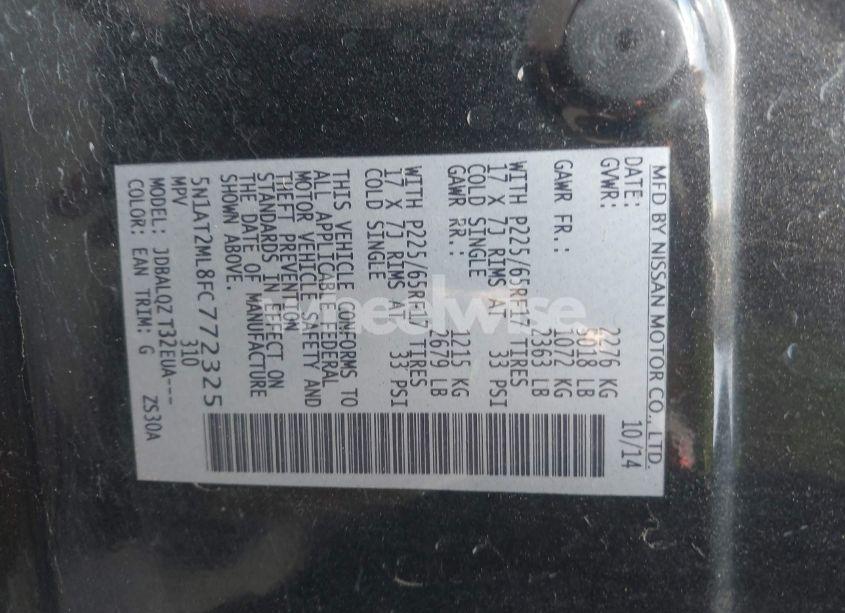 MFD BY NISSAN MOTOR CO., LTD.
DATE: 10/14
GVWR: 2276 KG
5018 LB
GAWR FR.: 1072 KG
2363 LB
WITH P225/65RF17 TIRES
17 X 7J RIMS AT 33 PSI
COLD SINGLE
GAWR RR.: 1215 KG
2679 LB
WITH P225/65RF17 TIRES
17 X 7J RIMS AT 33 PSI
COLD SINGLE
THIS VEHICLE CONFORMS TO
ALL APPLICABLE FEDERAL
MOTOR VEHICLE SAFETY AND
THEFT PREVENTION
STANDARDS IN EFFECT ON
THE DATE OF MANUFACTURE
SHOWN ABOVE.
5N1AT2ML8FC772325
MPV 310
MODEL: JDBALQZT32EUA---
COLOR: EAN TRIM: G ZS30A
wheelwise